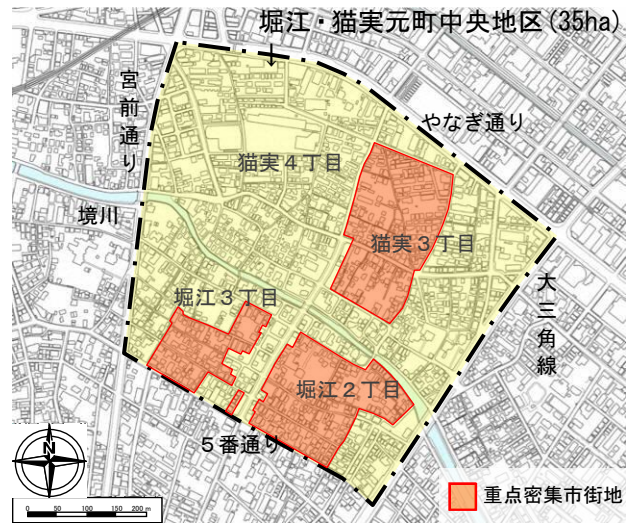 堀江・猫実元町中央地区(35ha)
↓
宮前通り
やなぎ通り
猫実4丁目
境川
猫実3丁目
堀江3丁目
大三角線
堀江2丁目
5番通り
N
0 50 100 150 200 m
重点密集市街地